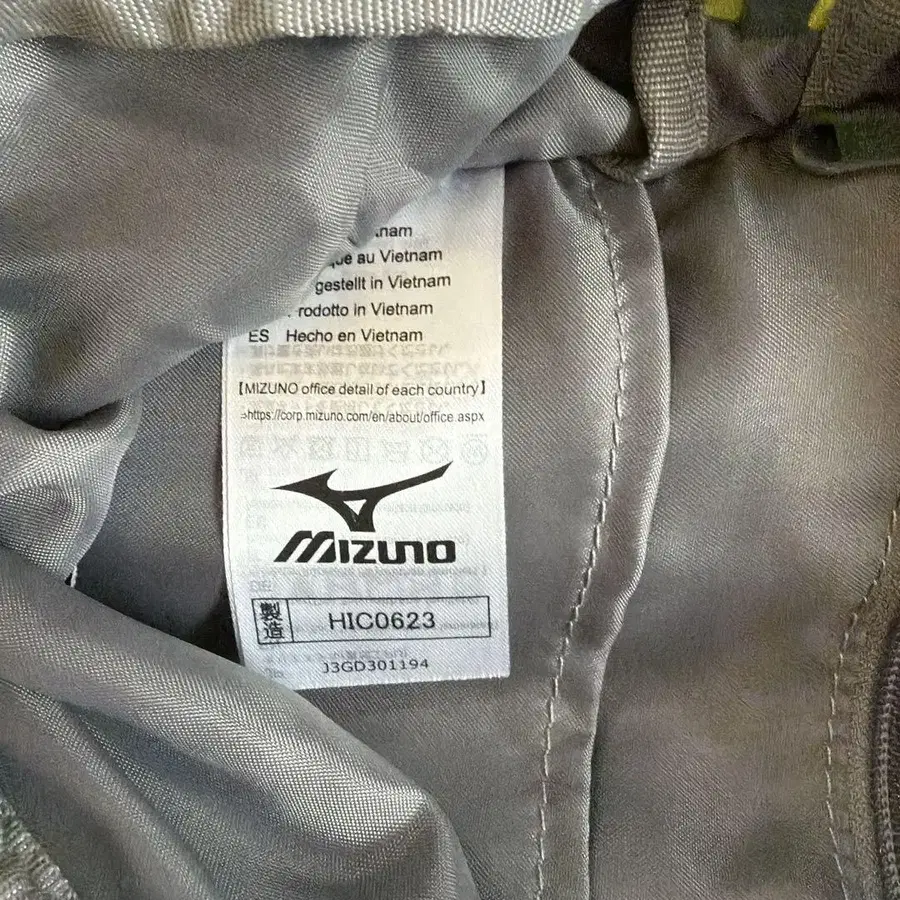 au Vietnam
gestellt in Vietnam
rodotto in Vietnam
ES Hecho en Vietnam
【MIZUNO office detail of each country】
https://corp.mizuno.com/en/about/office.aspx
MIZUNO
製造 HIC0623
J3GD301194